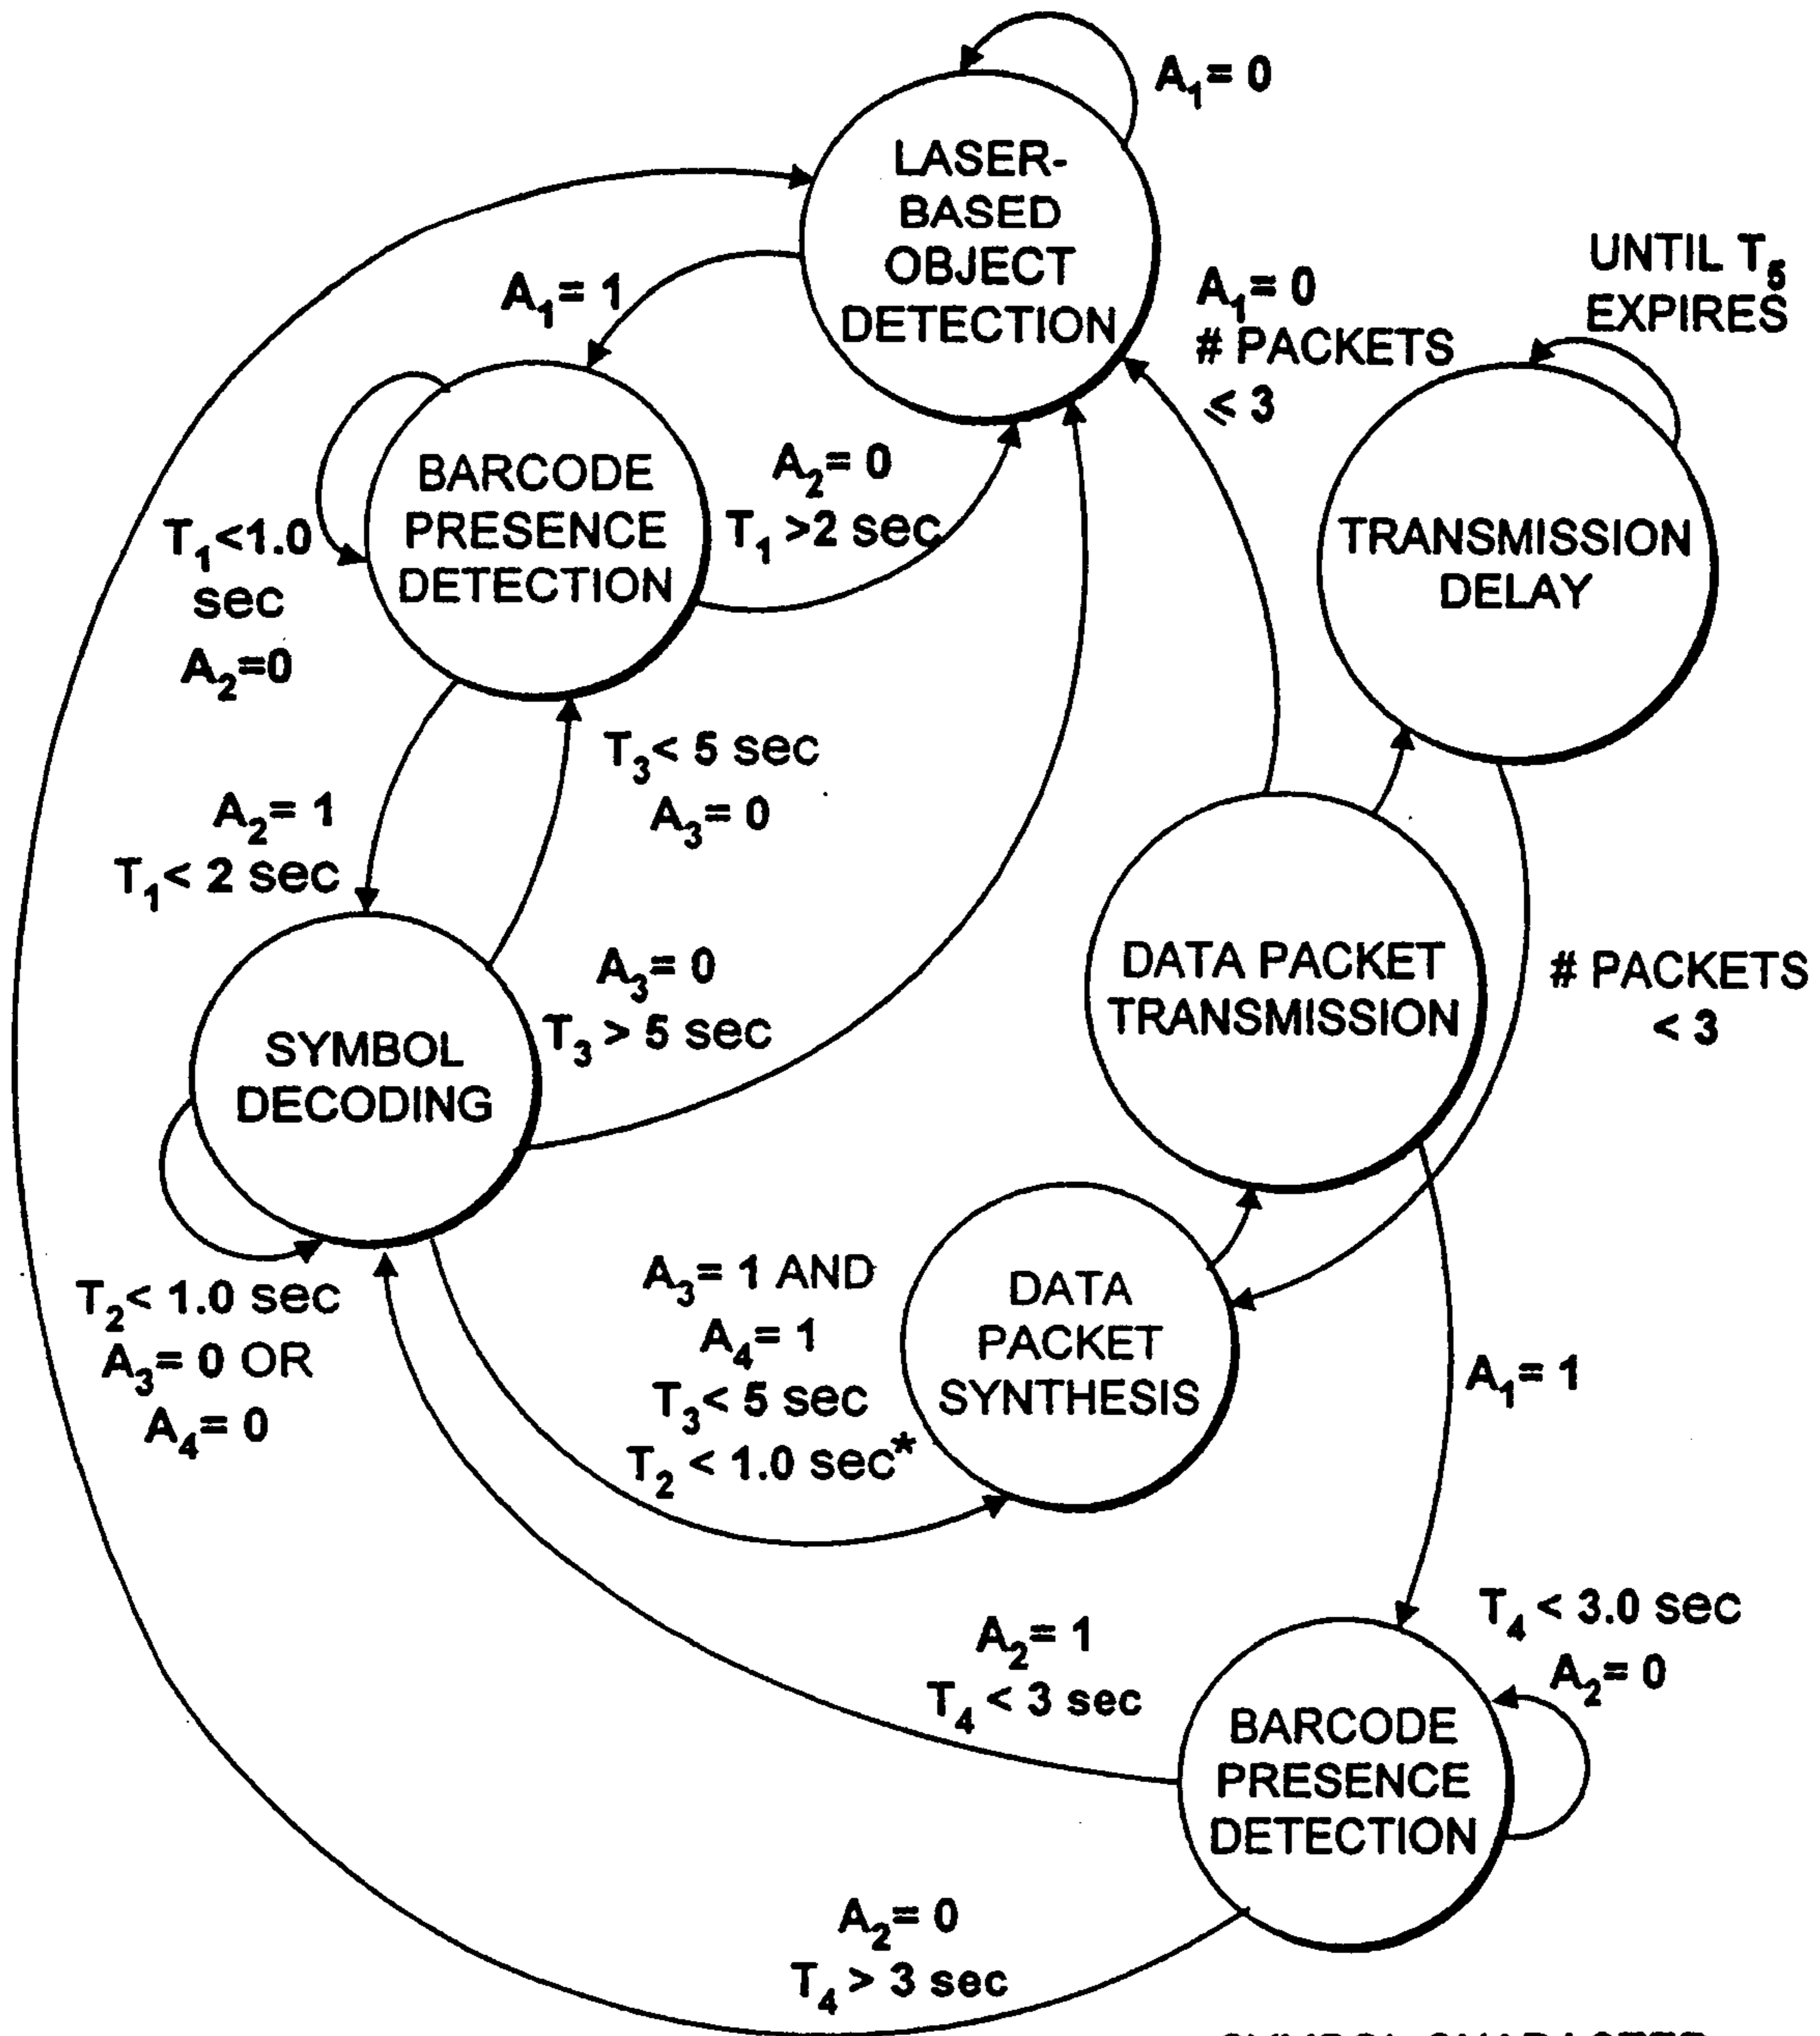 A₁= 0
LASER-
BASED
OBJECT
DETECTION
A₁= 1
A₁= 0
# PACKETS
≤ 3
UNTIL T₅
EXPIRES
BARCODE
PRESENCE
DETECTION
A₂= 0
T₁ >2 sec
T₁<1.0
sec
A₂=0
TRANSMISSION
DELAY
T₃< 5 sec
A₃= 0
A₂= 1
T₁< 2 sec
DATA PACKET
TRANSMISSION
# PACKETS
< 3
A₃= 0
T₃ > 5 sec
SYMBOL
DECODING
T₂< 1.0 sec
A₃= 0 OR
A₄= 0
A₃= 1 AND
A₄= 1
T₃< 5 sec
T₂ < 1.0 sec*
DATA
PACKET
SYNTHESIS
A₁= 1
T₄ < 3.0 sec
A₂= 0
A₂= 1
T₄ < 3 sec
BARCODE
PRESENCE
DETECTION
A₂= 0
T₄ > 3 sec